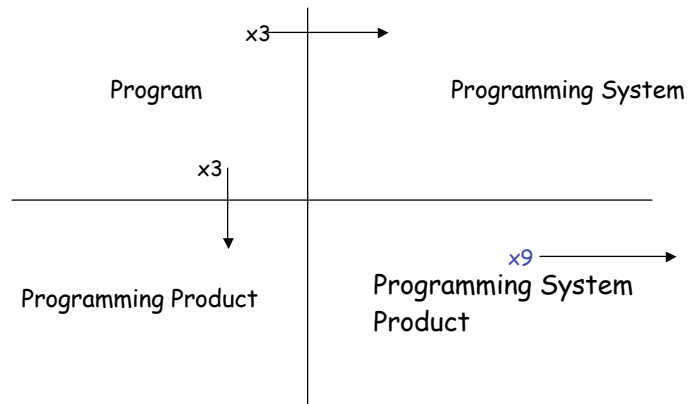 x3
Program
Programming System
x3
x9
Programming Product
Programming System
Product